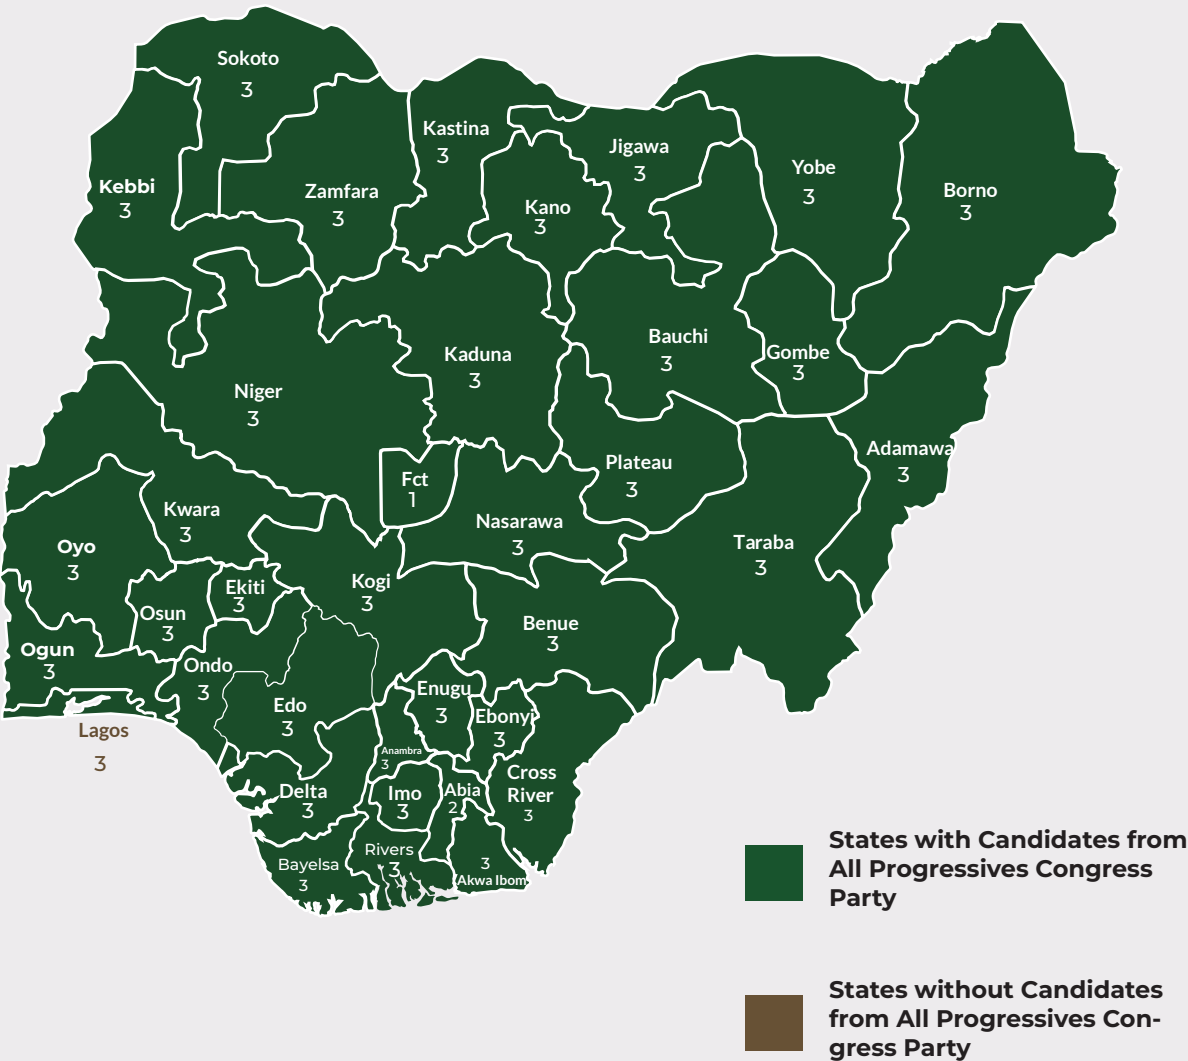 Sokoto
3
Kastina
3
Jigawa
3
Yobe
3
Borno
3
Kebbi
3
Zamfara
3
Kano
3
Bauchi
3
Gombe
3
Kaduna
3
Niger
3
Adamawa
3
Plateau
3
Fct
1
Kwara
3
Nasarawa
3
Taraba
3
Oyo
3
Ekiti
3
Kogi
3
Osun
3
Benue
3
Ogun
3
Ondo
3
Edo
3
Enugu
3
Ebonyi
3
Lagos
3
Anambra
3
Cross
River
3
Delta
3
Imo
3
Abia
2
Bayelsa
3
Rivers
3
3
Akwa Ibom
States with Candidates from
All Progressives Congress
Party
States without Candidates
from All Progressives Con-
gress Party